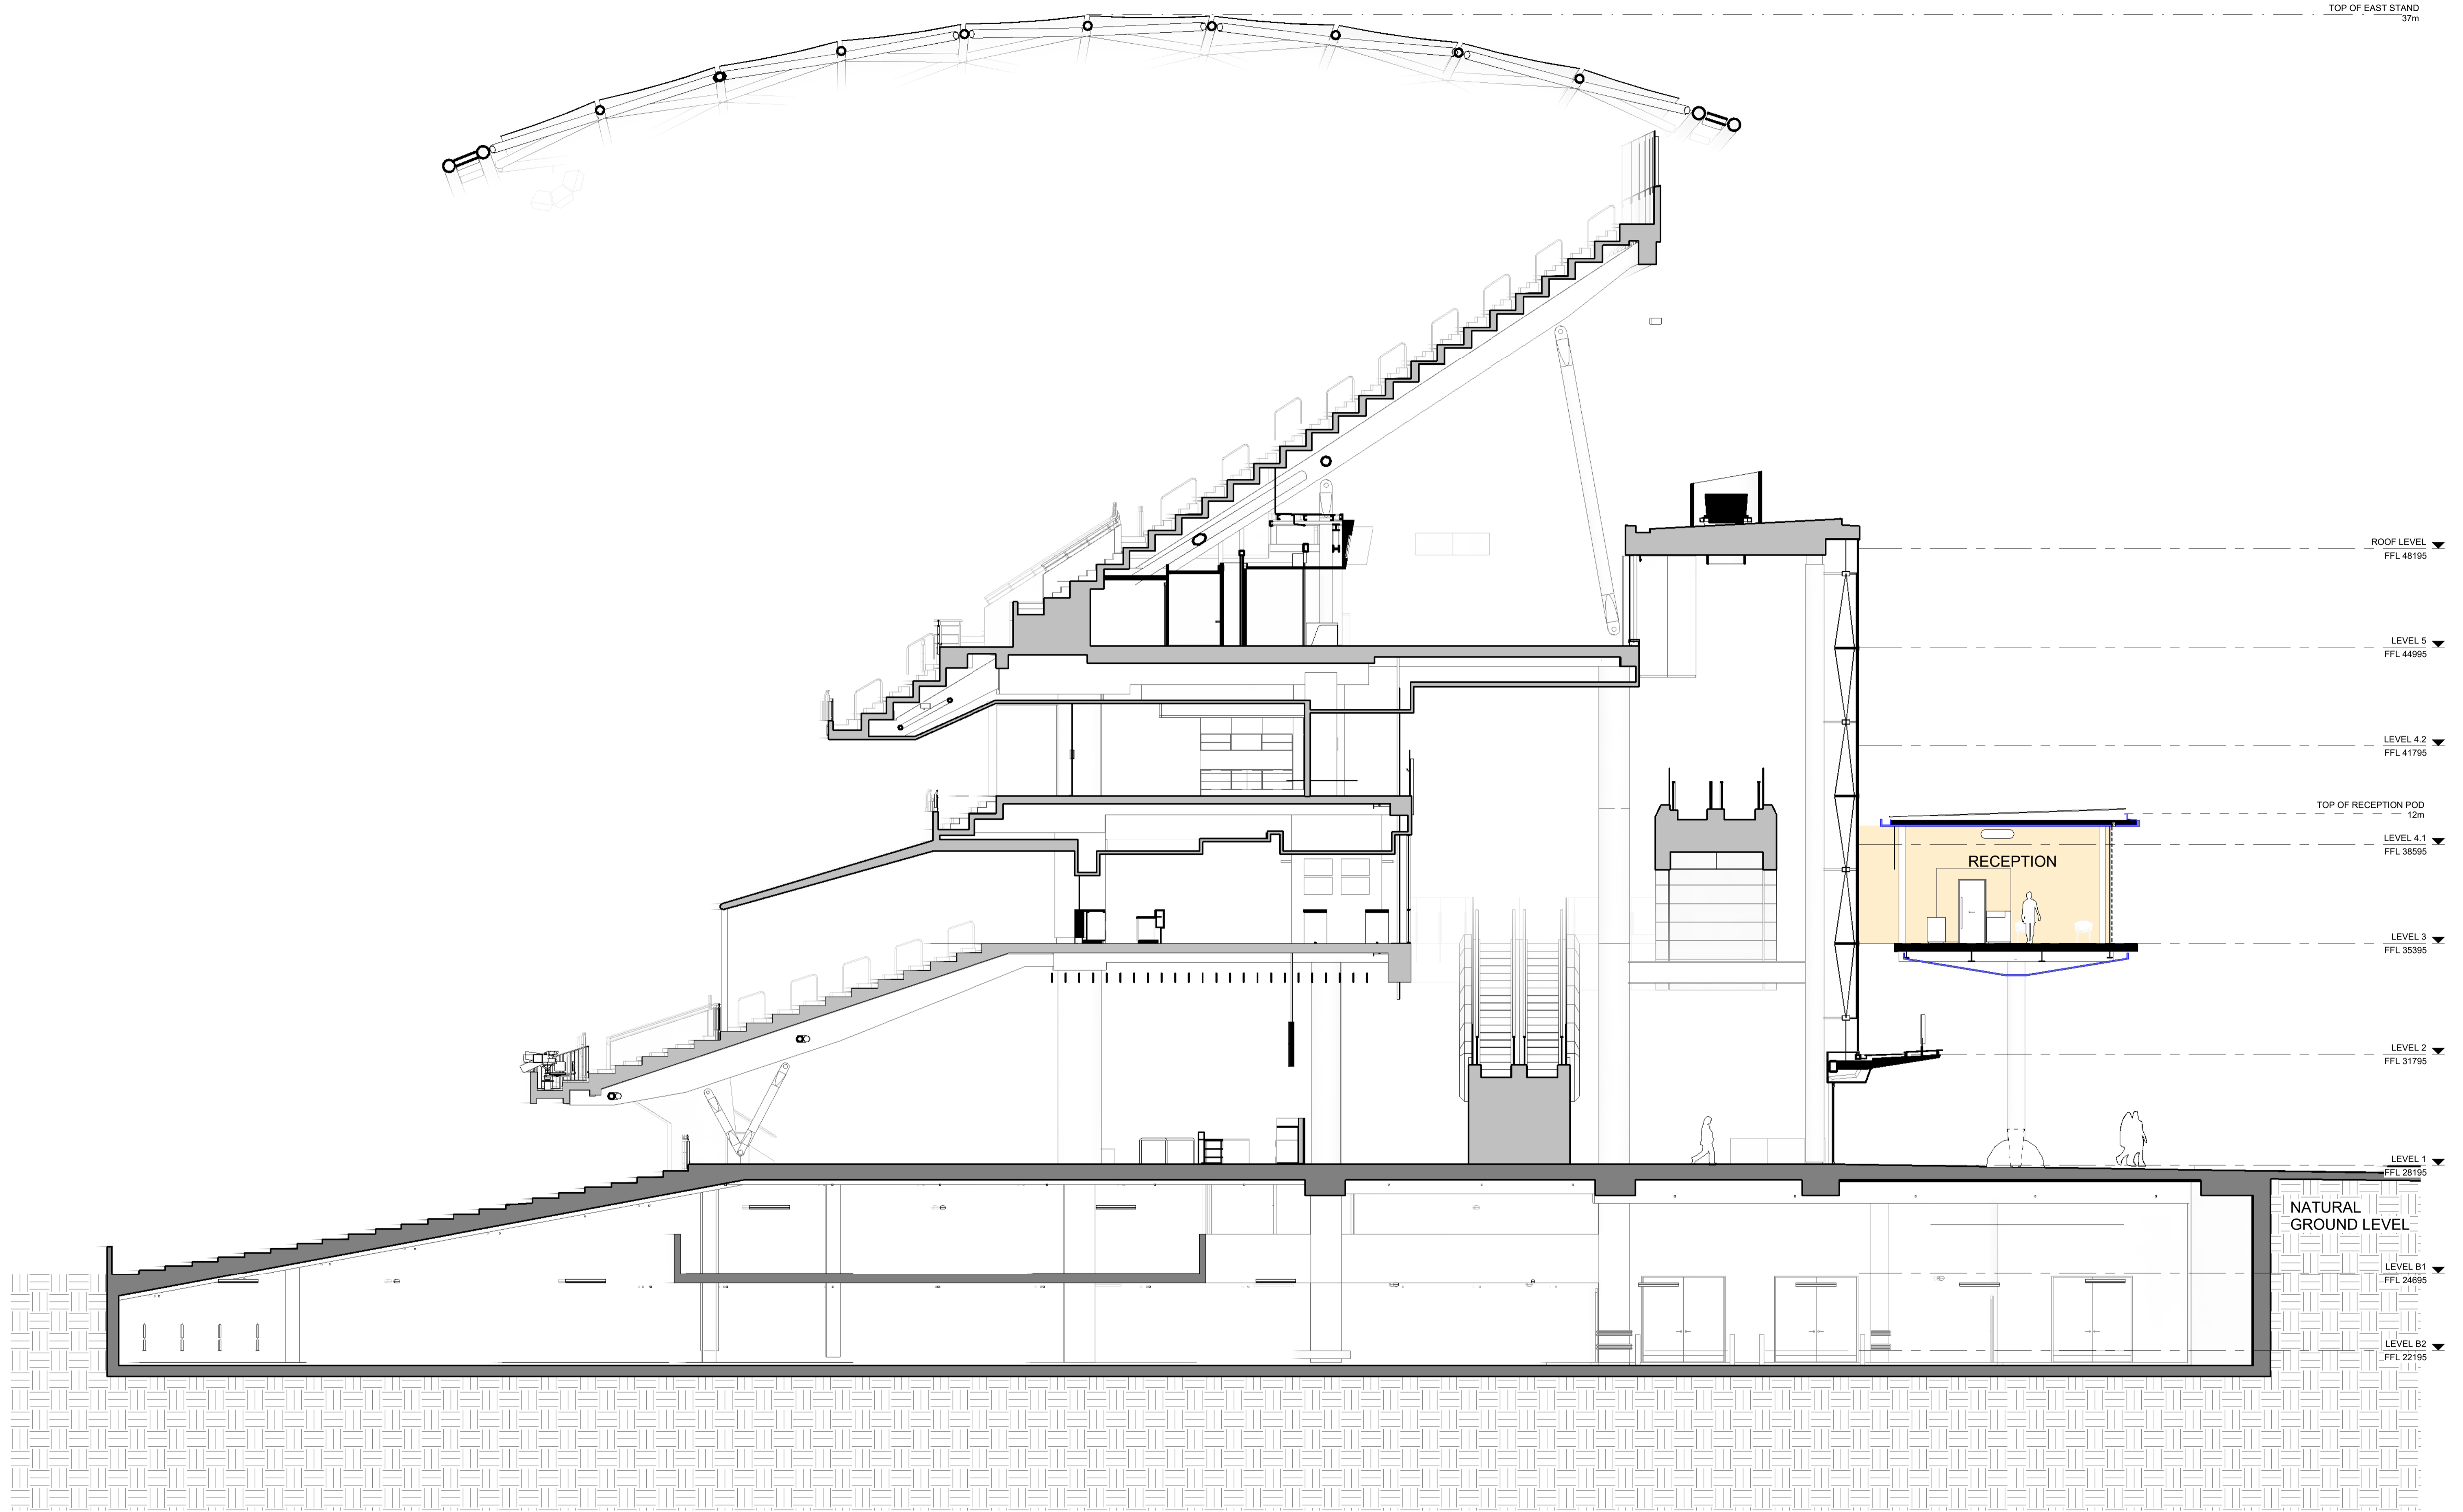 TOP OF EAST STAND
37m
ROOF LEVEL
FFL 48195
LEVEL 5
FFL 44995
LEVEL 4.2
FFL 41795
TOP OF RECEPTION POD
12m
LEVEL 4.1
FFL 38595
RECEPTION
LEVEL 3
FFL 35395
LEVEL 2
FFL 31795
LEVEL 1
FFL 28195
NATURAL
GROUND LEVEL
LEVEL B1
FFL 24695
LEVEL B2
FFL 22195